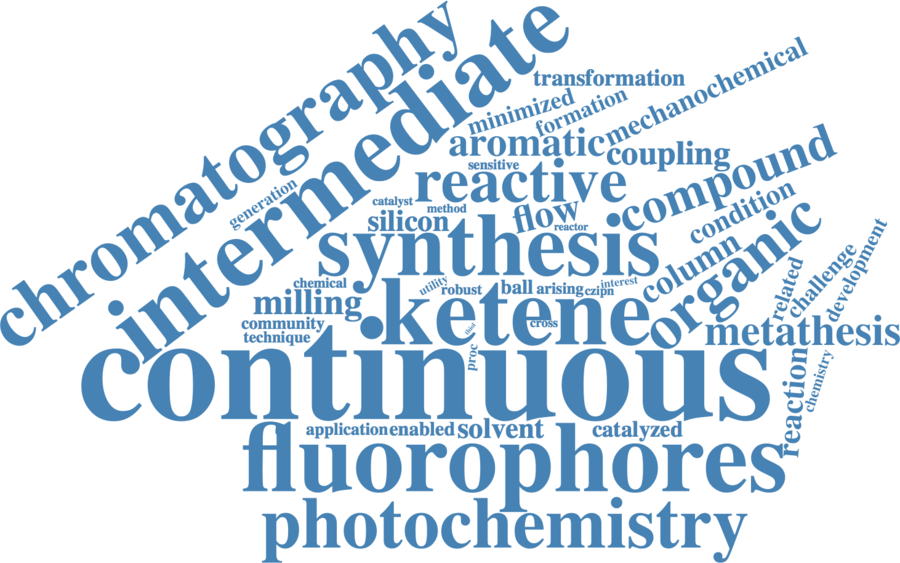 chromatography
intermediate
transformation
mechanochemical
minimized
formation
aromatic
coupling
sensitive
reactive
compound
generation
catalyst
method
silicon
flow
reactor
condition
synthesis
column
organic
challenge
development
related
chemical
utility
robust
ball
arising
czipn
interest
milling
ketene
community
technique
thiol
cross
metathesis
proc
continuous
reaction
chemistry
application
enabled
solvent
catalyzed
fluorophores
photochemistry